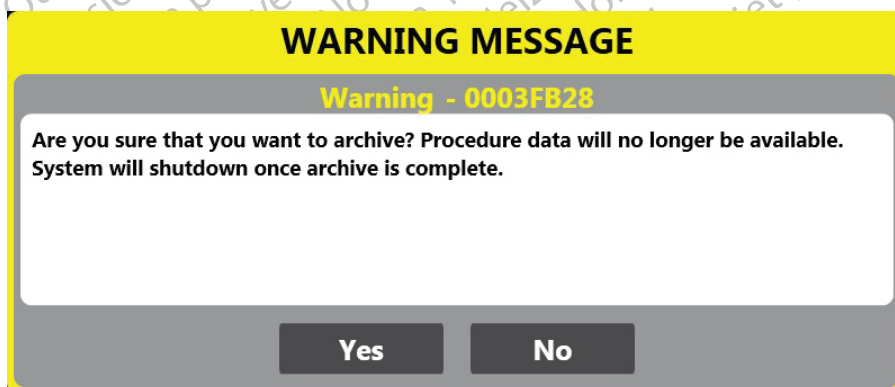 WARNING MESSAGE
Warning - 0003FB28
Are you sure that you want to archive? Procedure data will no longer be available.
System will shutdown once archive is complete.
Yes
No